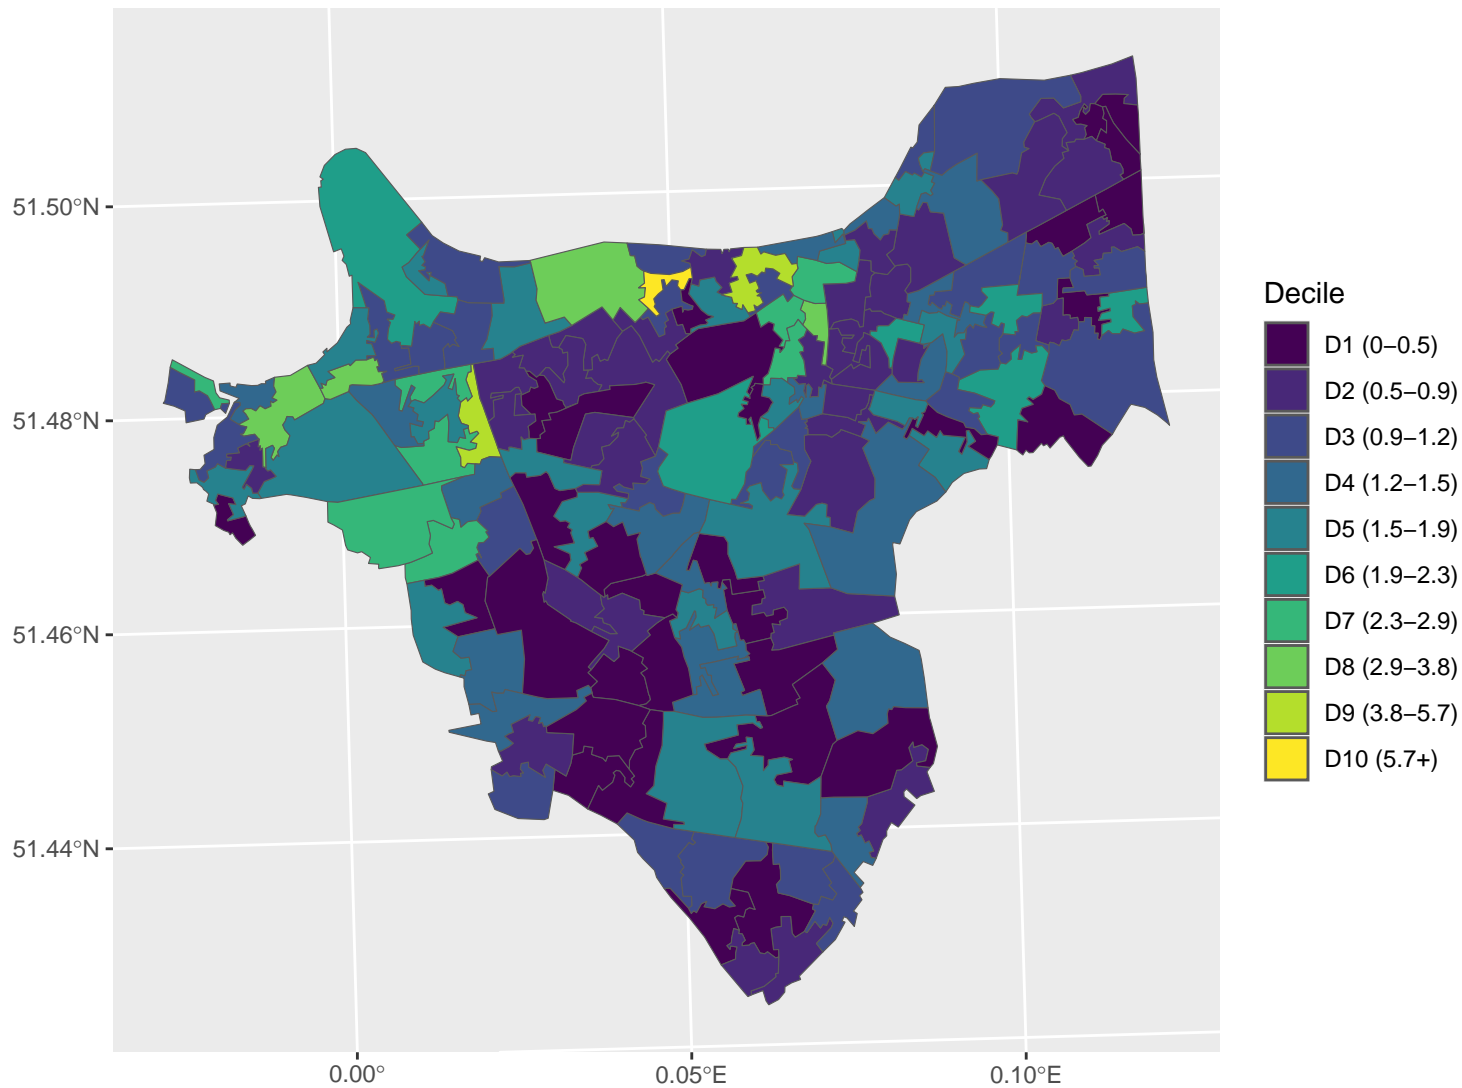 51.50°N
51.48°N
51.46°N
51.44°N
0.00°
0.05°E
0.10°E
Decile
D1 (0–0.5)
D2 (0.5–0.9)
D3 (0.9–1.2)
D4 (1.2–1.5)
D5 (1.5–1.9)
D6 (1.9–2.3)
D7 (2.3–2.9)
D8 (2.9–3.8)
D9 (3.8–5.7)
D10 (5.7+)